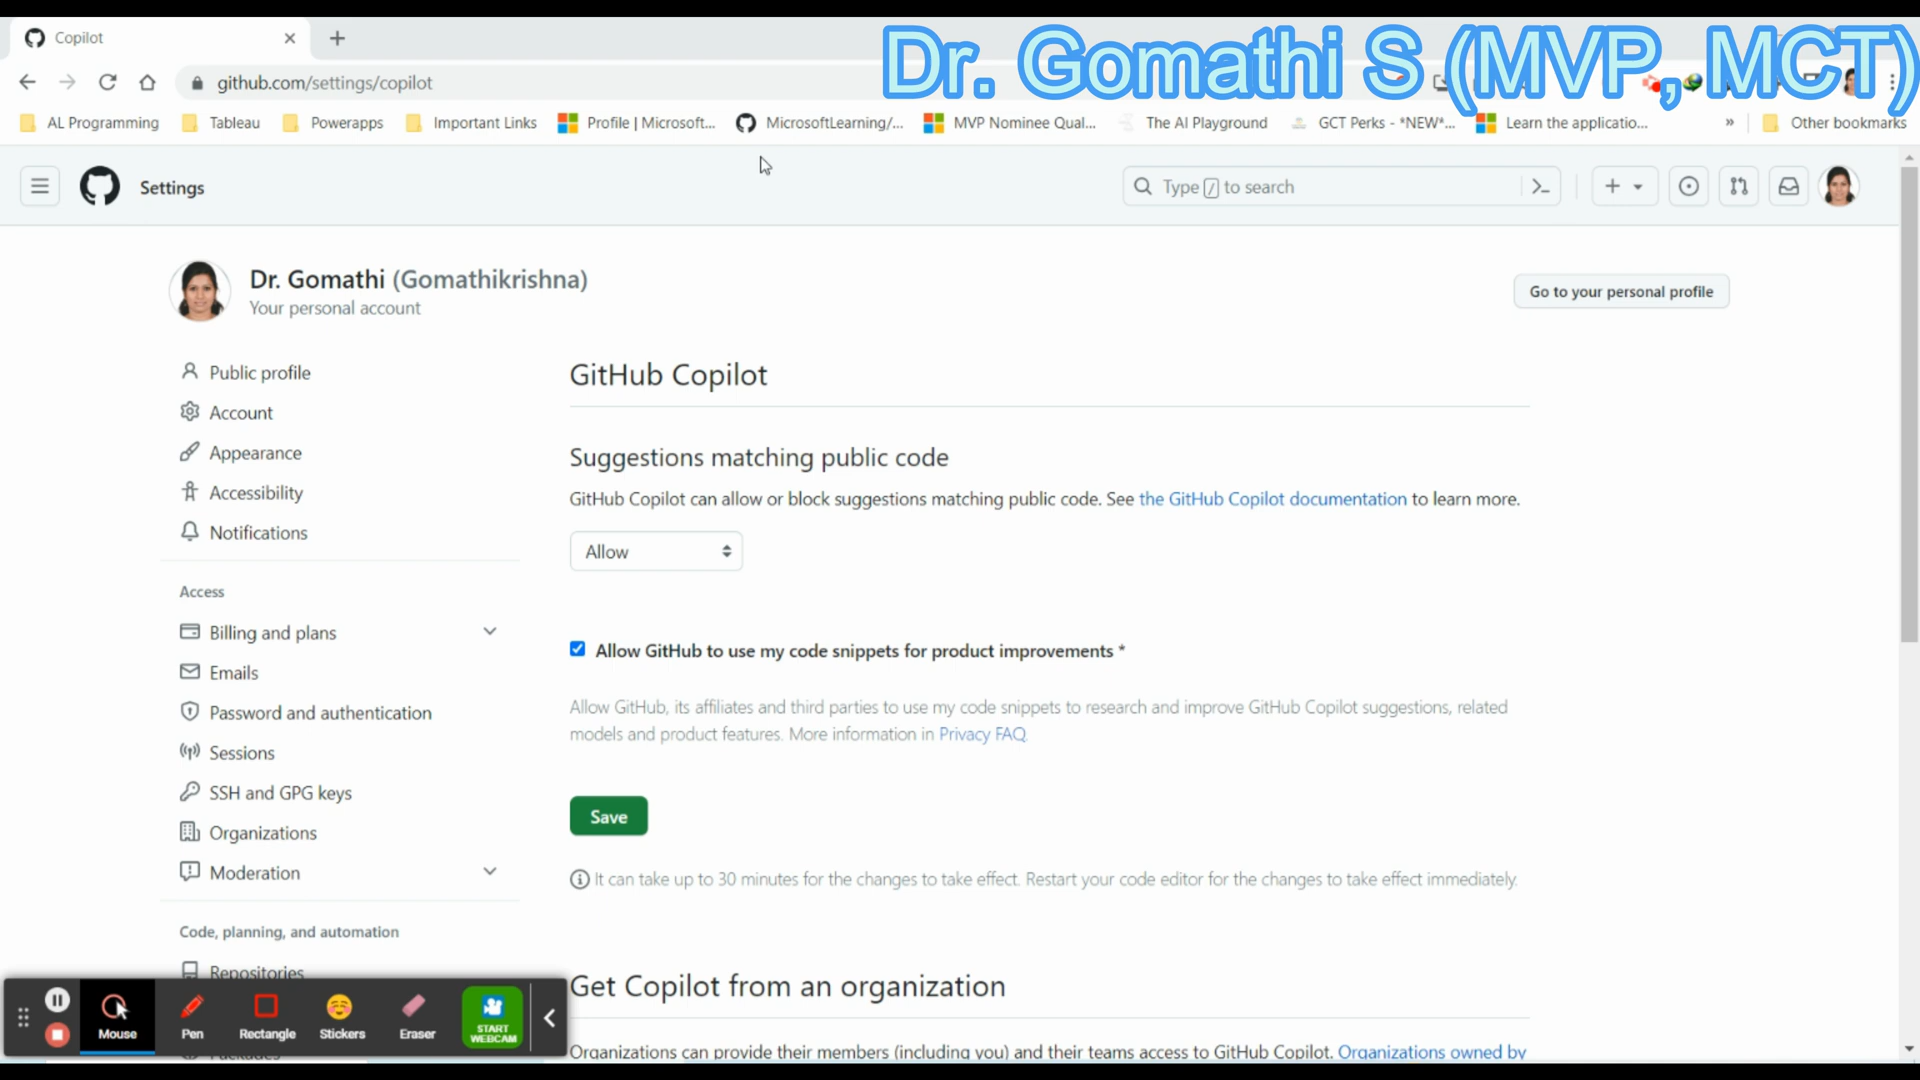 Copilot
Dr. Gomathi S (MVP, MCT)
github.com/settings/copilot
AL Programming
Tableau
Powerapps
Important Links
Profile | Microsoft...
MicrosoftLearning/...
MVP Nominee Qual...
The AI Playground
GCT Perks - *NEW*...
Learn the applicatio...
»
Other bookmarks
Settings
Type / to search
Dr. Gomathi (Gomathikrishna)
Your personal account
Go to your personal profile
Public profile
Account
Appearance
Accessibility
Notifications
Access
Billing and plans
Emails
Password and authentication
Sessions
SSH and GPG keys
Organizations
Moderation
Code, planning, and automation
Repositories
Packages
GitHub Copilot
Suggestions matching public code
GitHub Copilot can allow or block suggestions matching public code. See the GitHub Copilot documentation to learn more.
Allow
Allow GitHub to use my code snippets for product improvements *
Allow GitHub, its affiliates and third parties to use my code snippets to research and improve GitHub Copilot suggestions, related
models and product features. More information in Privacy FAQ.
Save
It can take up to 30 minutes for the changes to take effect. Restart your code editor for the changes to take effect immediately.
Get Copilot from an organization
Organizations can provide their members (including you) and their teams access to GitHub Copilot. Organizations owned by
Mouse
Pen
Rectangle
Stickers
Eraser
START
WEBCAM